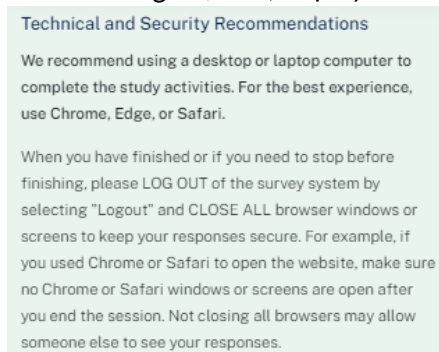 Technical and Security Recommendations
We recommend using a desktop or laptop computer to
complete the study activities. For the best experience,
use Chrome, Edge, or Safari.
When you have finished or if you need to stop before
finishing, please LOG OUT of the survey system by
selecting "Logout" and CLOSE ALL browser windows or
screens to keep your responses secure. For example, if
you used Chrome or Safari to open the website, make sure
no Chrome or Safari windows or screens are open after
you end the session. Not closing all browsers may allow
someone else to see your responses.